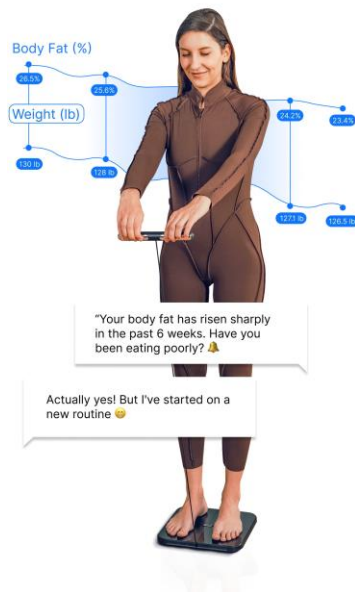 Body Fat (%)
26.5%
25.6%
24.2%
23.4%
Weight (lb)
130 lb
128 lb
127.1 lb
126.5 lb
“Your body fat has risen sharply
in the past 6 weeks. Have you
been eating poorly? 🔔
Actually yes! But I've started on a
new routine 😁